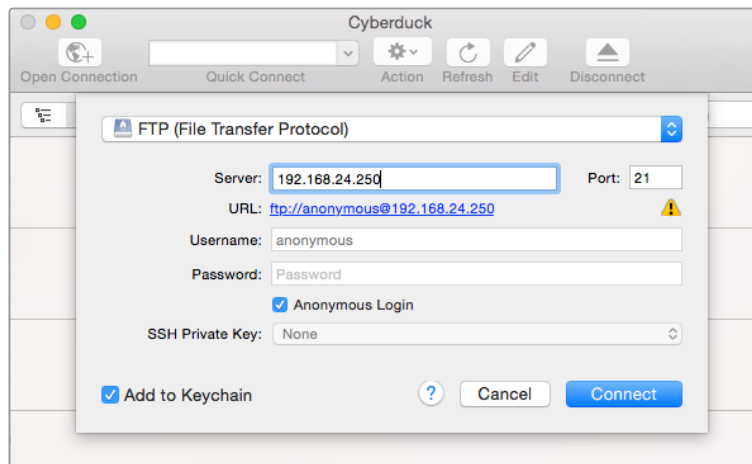 Cyberduck
Open Connection Quick Connect Action Refresh Edit Disconnect
FTP (File Transfer Protocol)
Server: 192.168.24.250 Port: 21
URL: ftp://anonymous@192.168.24.250
Username: anonymous
Password: Password
Anonymous Login
SSH Private Key: None
Add to Keychain ? Cancel Connect